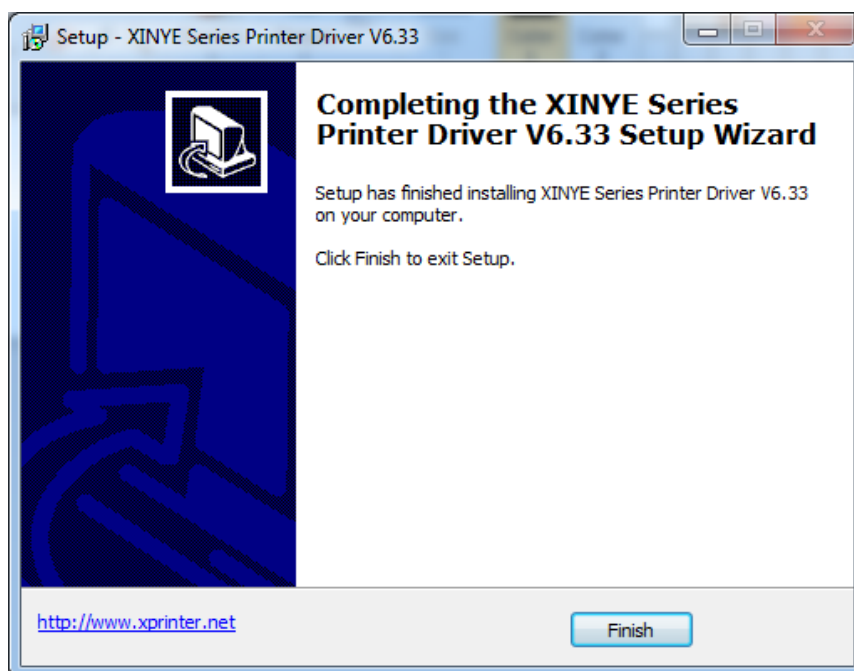 Setup - XINYE Series Printer Driver V6.33
Completing the XINYE Series
Printer Driver V6.33 Setup Wizard
Setup has finished installing XINYE Series Printer Driver V6.33
on your computer.
Click Finish to exit Setup.
http://www.xprinter.net
Finish